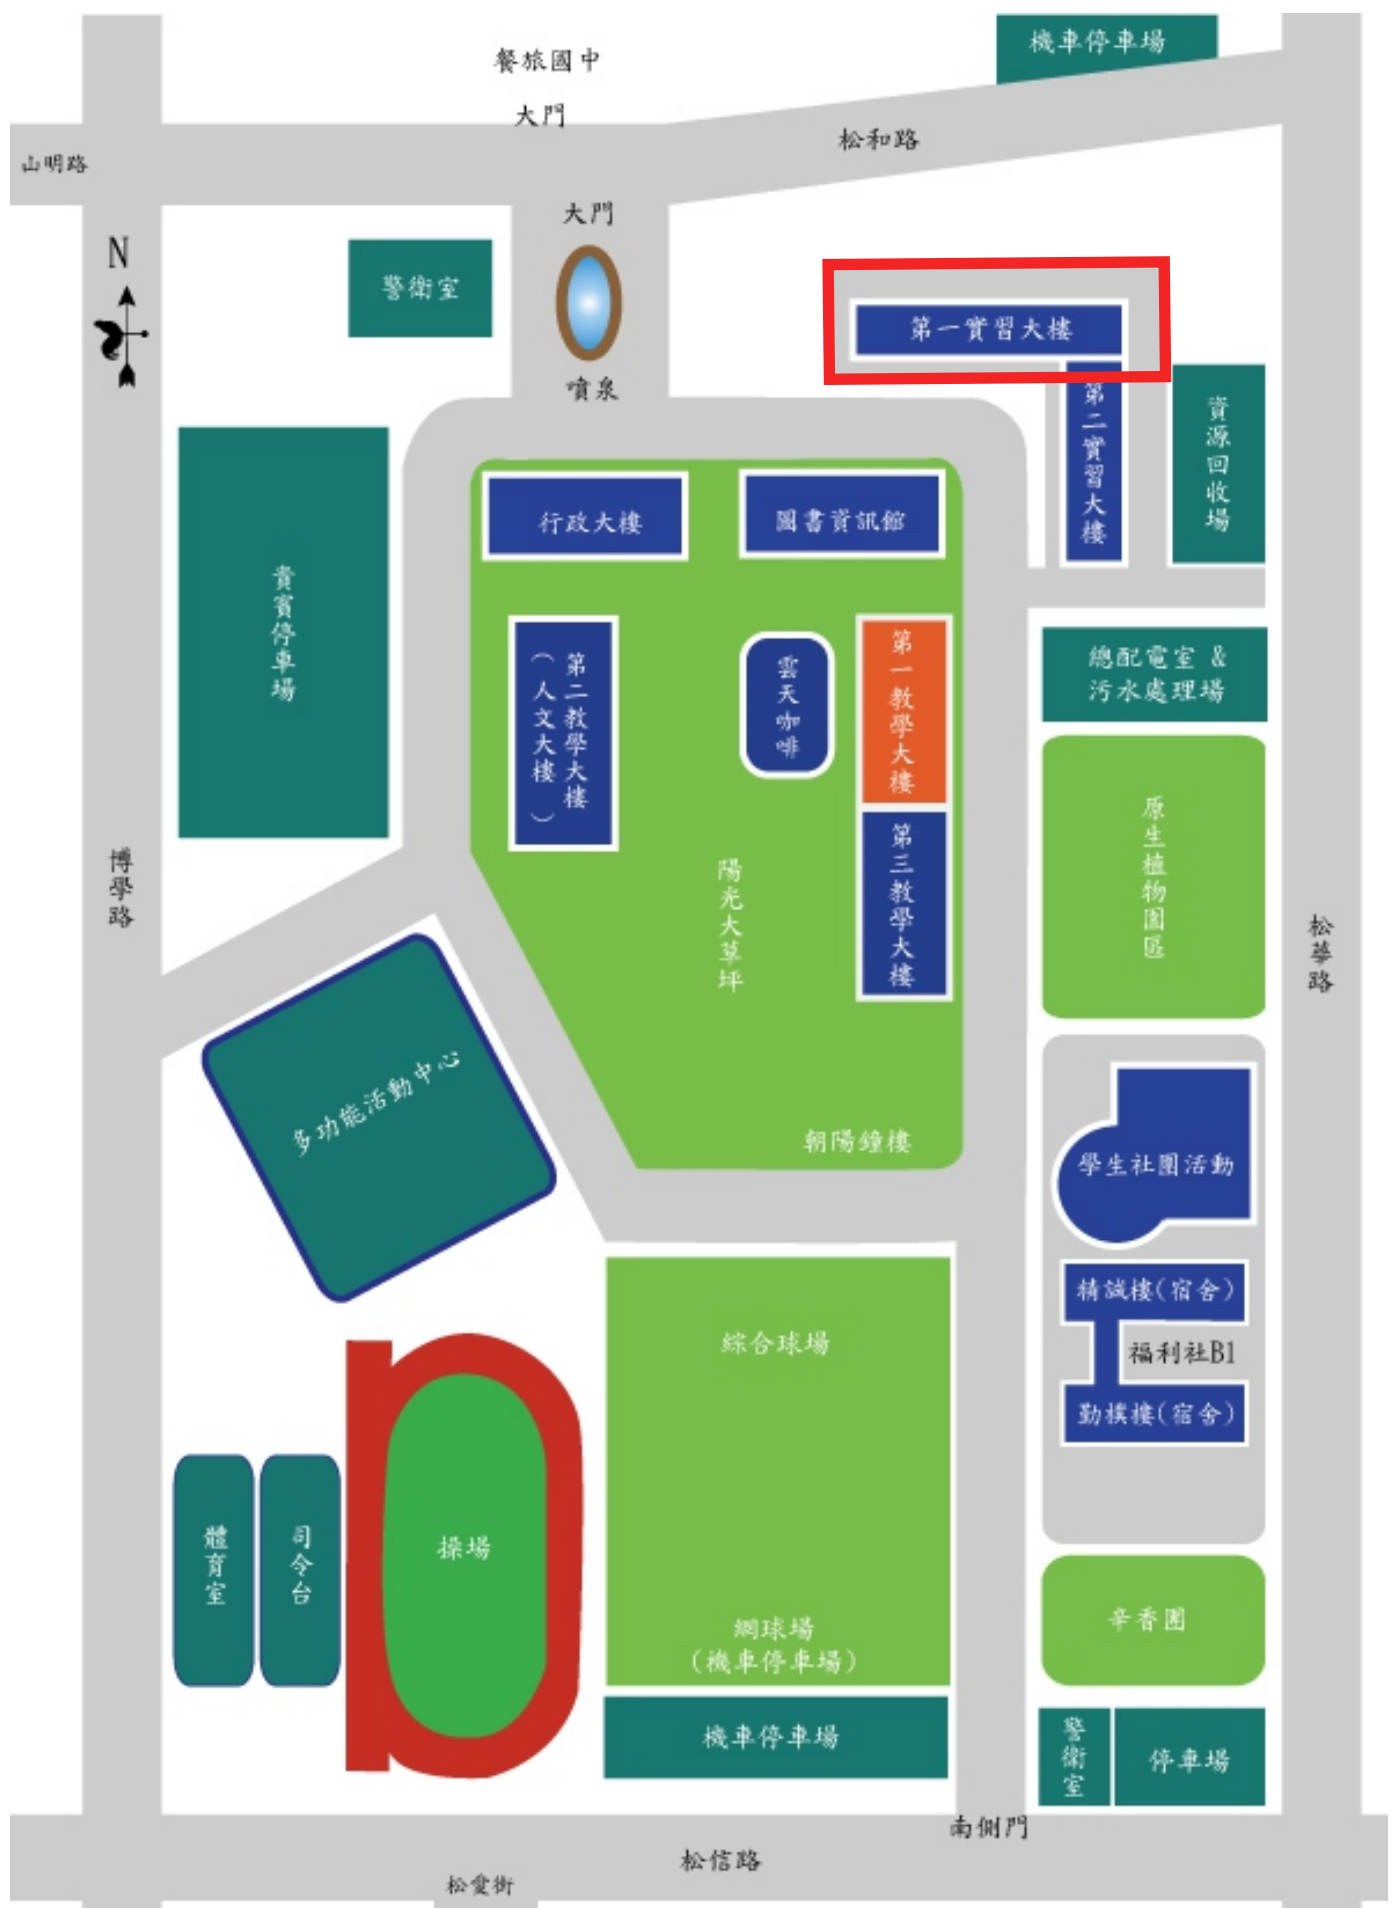 機車停車場
餐旅國中
大門
松和路
山明路
大門
N
警衛室
噴泉
第一實習大樓
第二實習大樓
資源回收場
行政大樓
圖書資訊館
貴賓停車場
第二教學大樓
（人文大樓）
雲天咖啡
第一教學大樓
總配電室 &
污水處理場
原生植物園區
第三教學大樓
陽光大草坪
博學路
松華路
多功能活動中心
朝陽鐘樓
學生社團活動
精誠樓(宿舍)
福利社B1
勤樸樓(宿舍)
綜合球場
體育室
司令台
操場
網球場
(機車停車場)
辛香園
機車停車場
警衛室
停車場
南側門
松信路
松愛街